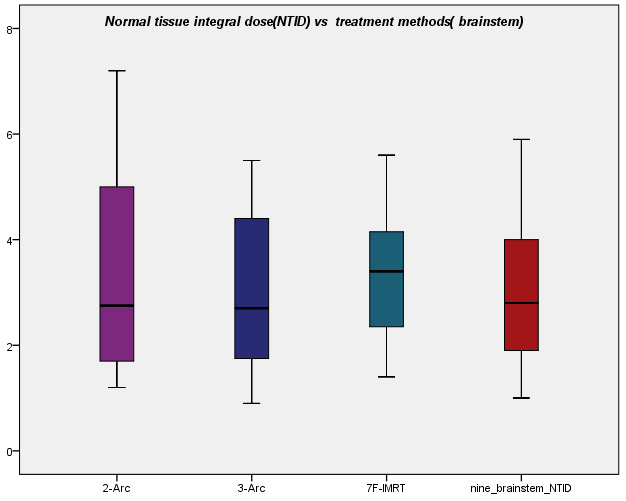 Normal tissue integral dose(NTID) vs treatment methods( brainstem)
8
6
4
2
0
2-Arc 3-Arc 7F-IMRT nine_brainstem_NTID